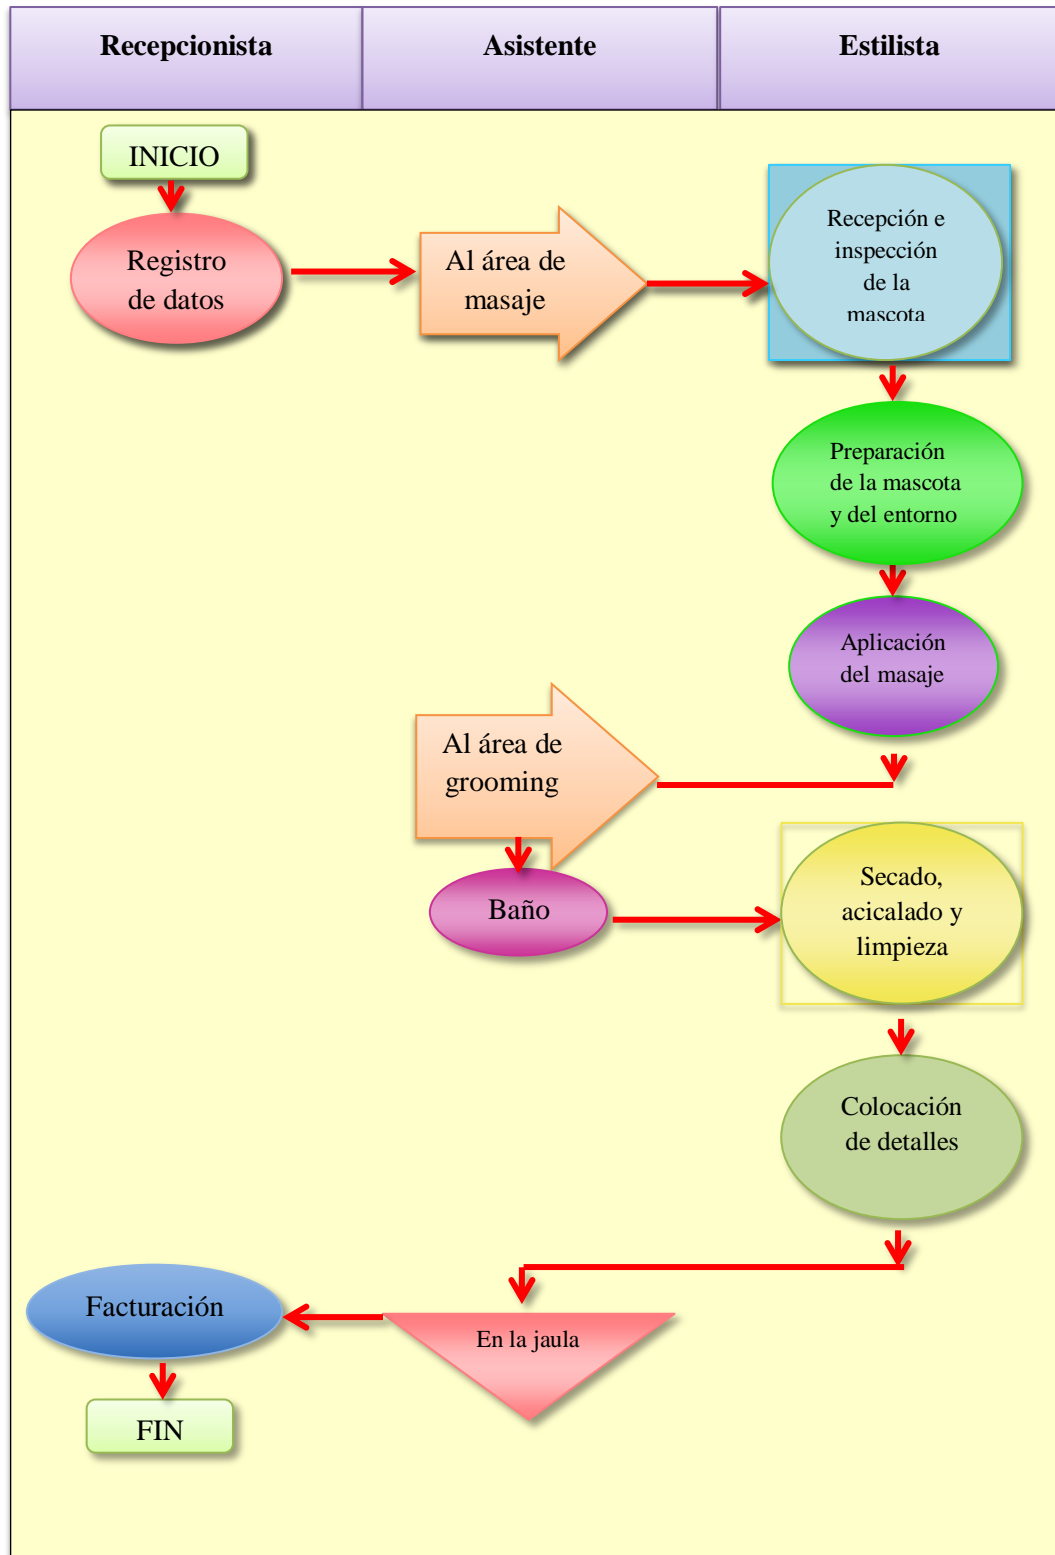 Recepcionista
Asistente
Estilista
INICIO
Registro
de datos
Al área de
masaje
Recepción e
inspección
de la
mascota
Preparación
de la mascota
y del entorno
Aplicación
del masaje
Al área de
grooming
Baño
Secado,
acicalado y
limpieza
Colocación
de detalles
En la jaula
Facturación
FIN